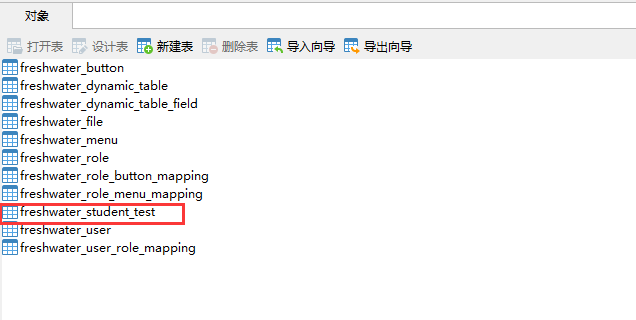 对象
打开表 设计表 新建表 删除表 导入向导 导出向导
freshwater_button
freshwater_dynamic_table
freshwater_dynamic_table_field
freshwater_file
freshwater_menu
freshwater_role
freshwater_role_button_mapping
freshwater_role_menu_mapping
freshwater_student_test
freshwater_user
freshwater_user_role_mapping